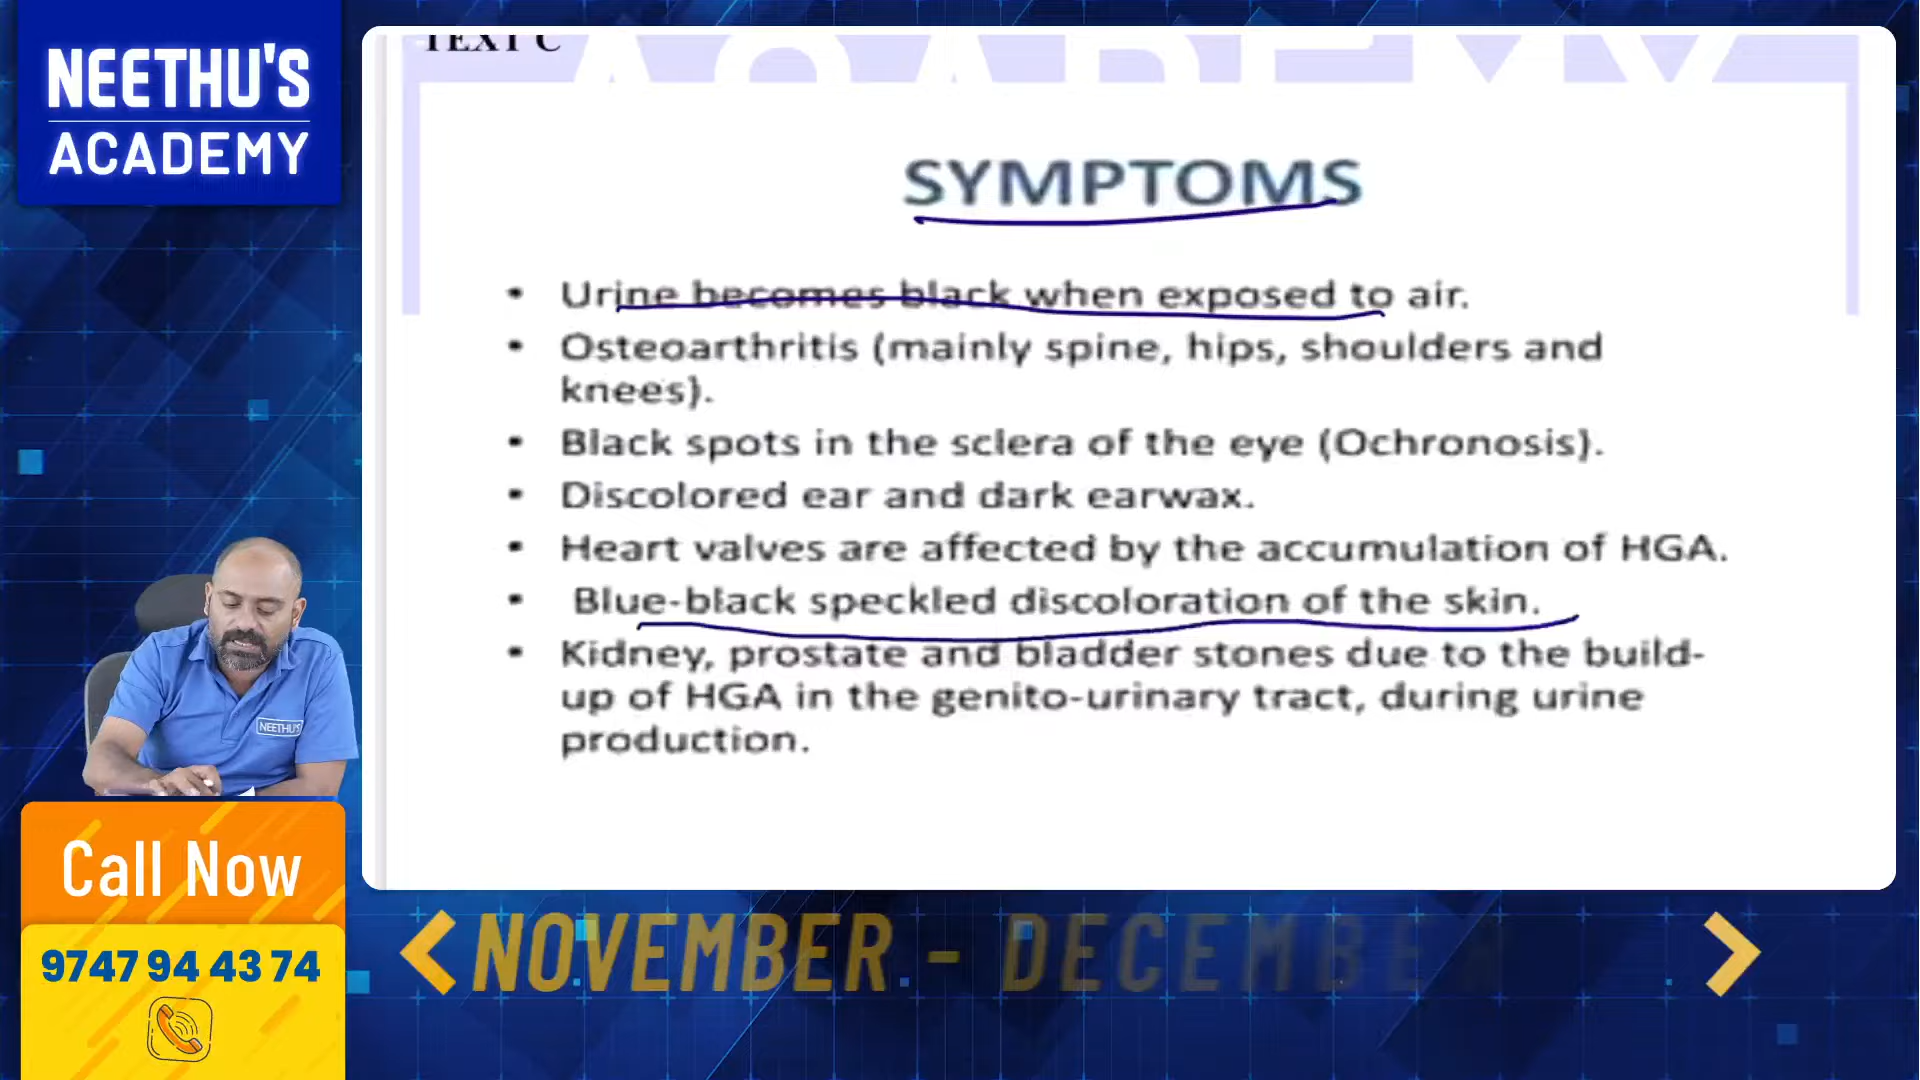 NEETHU'S
ACADEMY
TEXT C
ACADEMY
SYMPTOMS
• Urine becomes black when exposed to air.
• Osteoarthritis (mainly spine, hips, shoulders and
knees).
• Black spots in the sclera of the eye (Ochronosis).
• Discolored ear and dark earwax.
• Heart valves are affected by the accumulation of HGA.
• Blue-black speckled discoloration of the skin.
• Kidney, prostate and bladder stones due to the build-
up of HGA in the genito-urinary tract, during urine
production.
NEETHU'S
Call Now
9747 94 43 74
NOVEMBER - DECEMBER